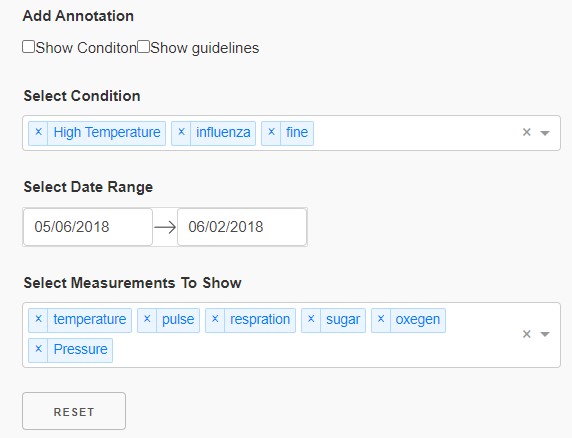 Add Annotation
Show Conditon Show guidelines
Select Condition
× High Temperature × influenza × fine ×
Select Date Range
05/06/2018 → 06/02/2018
Select Measurements To Show
× temperature × pulse × respration × sugar × oxegen
× Pressure ×
RESET